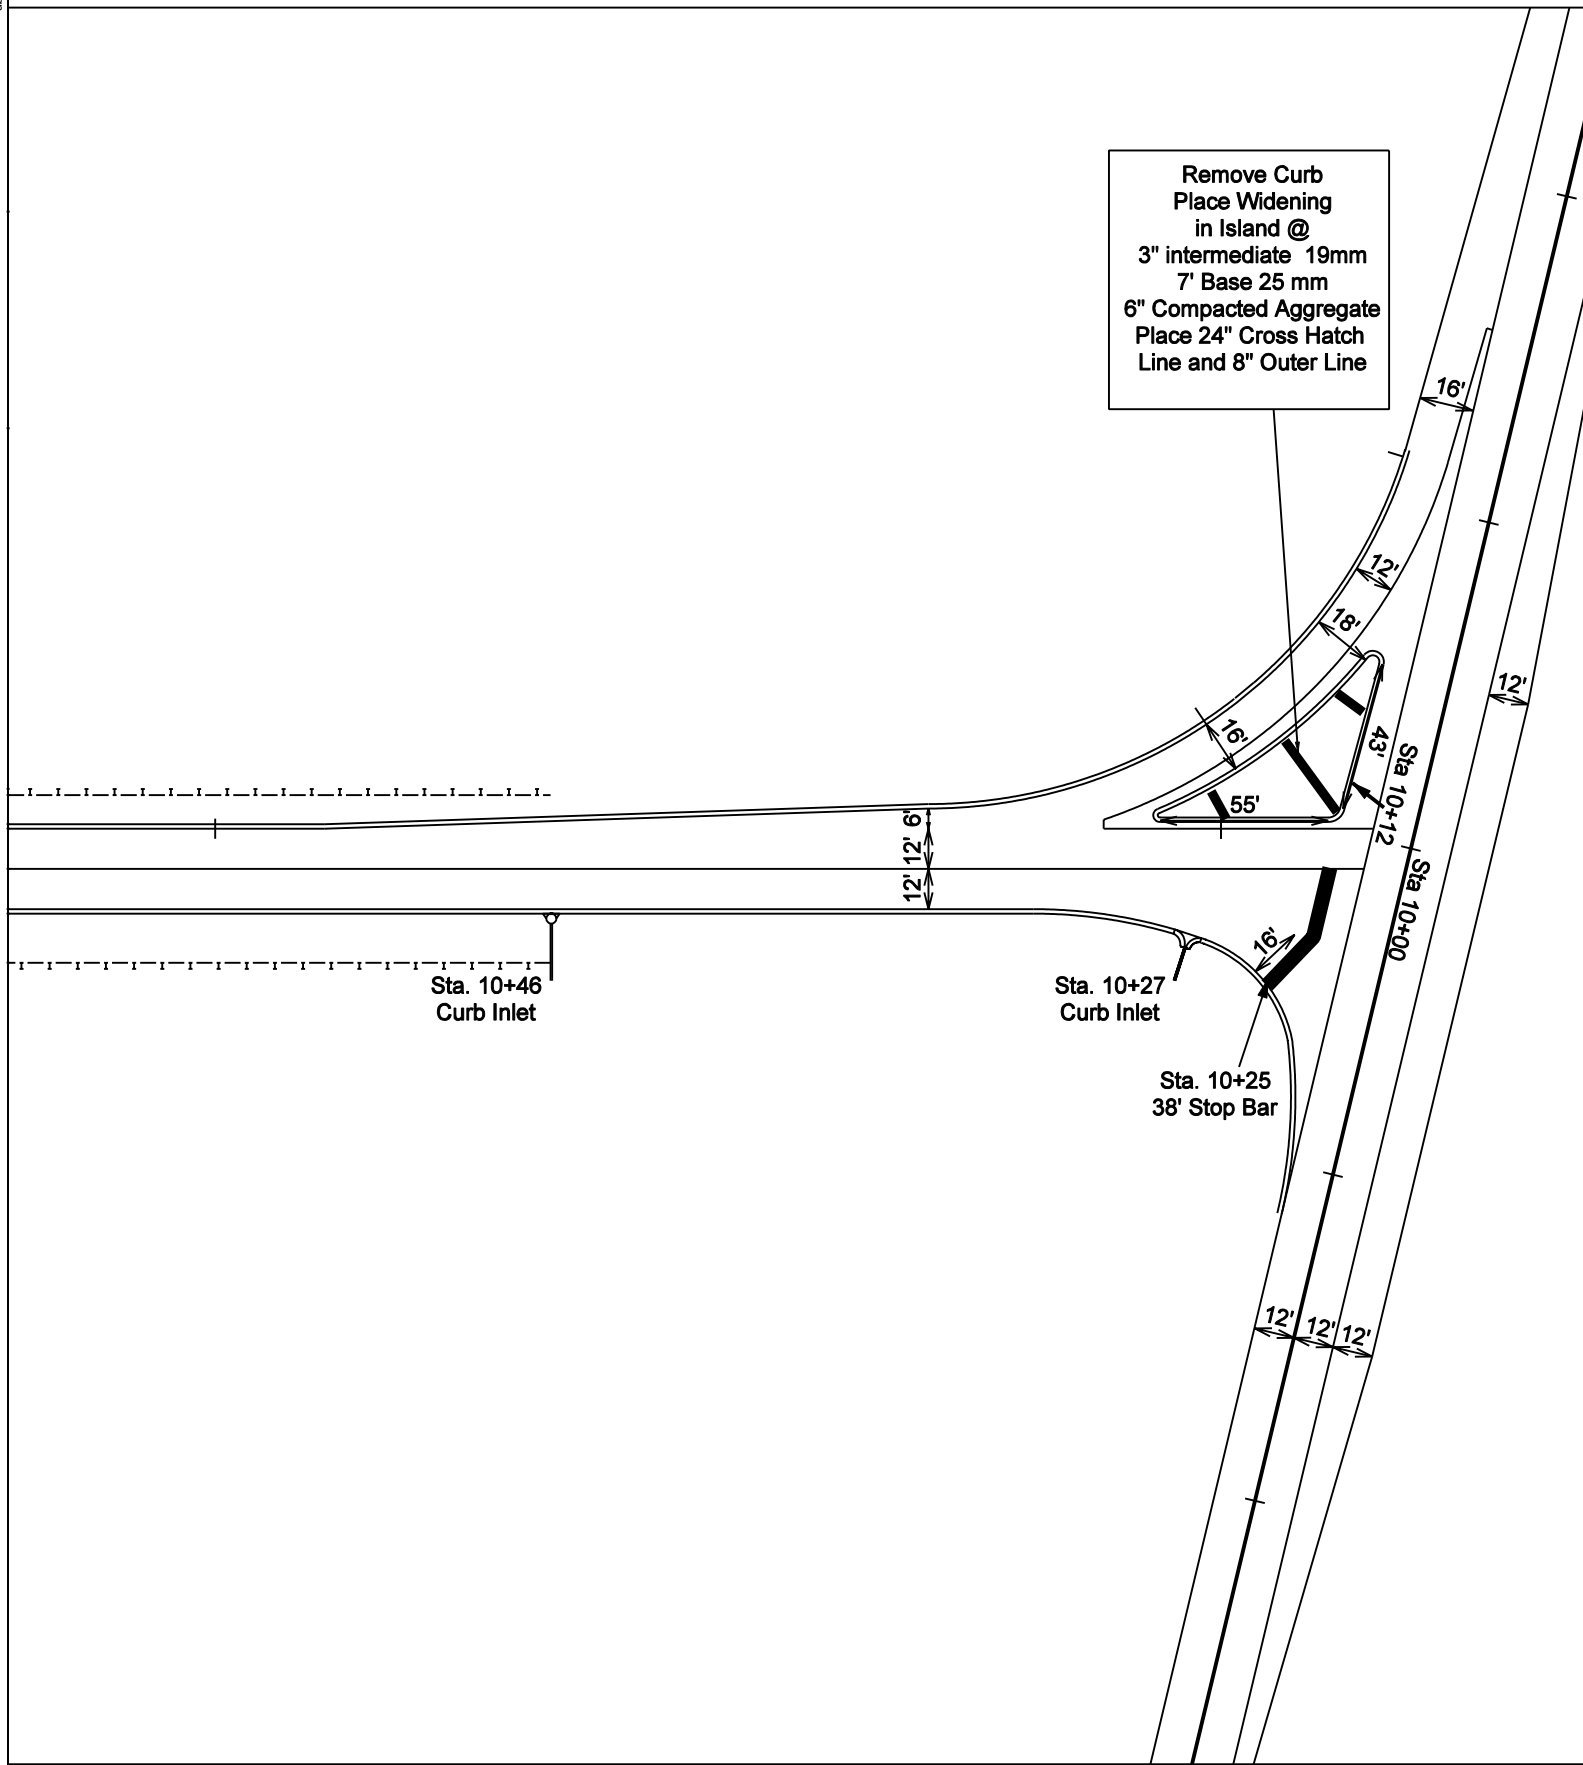 Remove Curb
Place Widening
in Island @
3" intermediate 19mm
7' Base 25 mm
6" Compacted Aggregate
Place 24" Cross Hatch
Line and 8" Outer Line
16'
12'
18'
12'
16'
43'
Sta 10+12
55'
6'
12'
12'
Sta 10+00
16'
Sta. 10+46
Curb Inlet
Sta. 10+27
Curb Inlet
Sta. 10+25
38' Stop Bar
12'
12'
12'